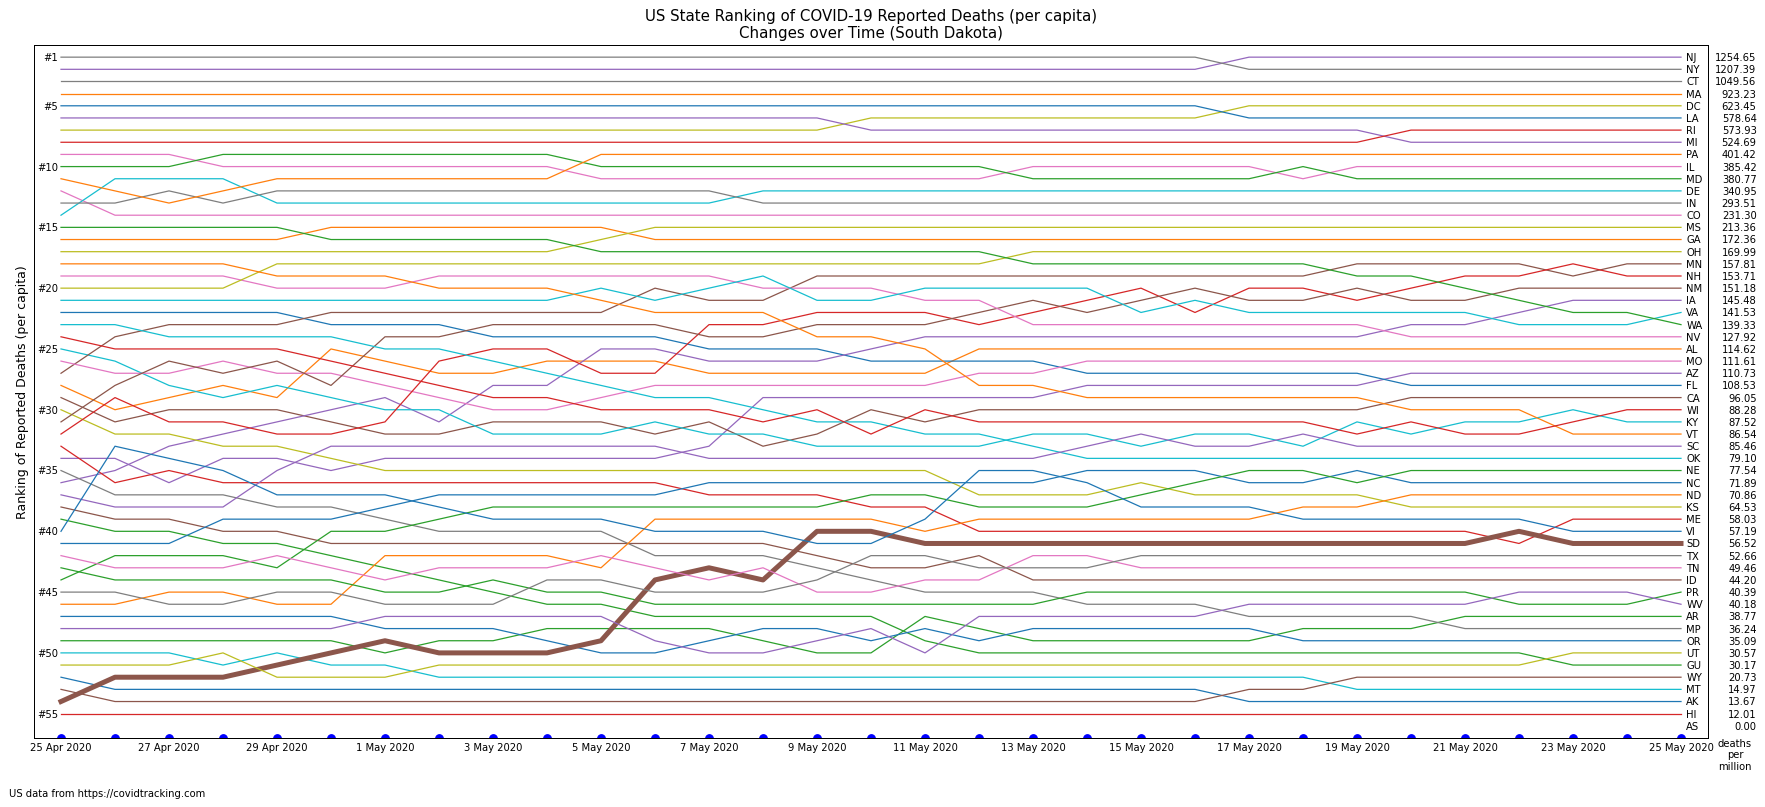 US State Ranking of COVID-19 Reported Deaths (per capita)
Changes over Time (South Dakota)
Ranking of Reported Deaths (per capita)
#1
#5
#10
#15
#20
#25
#30
#35
#40
#45
#50
#55
NJ 1254.65
NY 1207.39
CT 1049.56
MA 923.23
DC 623.45
LA 578.64
RI 573.93
MI 524.69
PA 401.42
IL 385.42
MD 380.77
DE 340.95
IN 293.51
CO 231.30
MS 213.36
GA 172.36
OH 169.99
MN 157.81
NH 153.71
NM 151.18
IA 145.48
VA 141.53
WA 139.33
NV 127.92
AL 114.62
MO 111.61
AZ 110.73
FL 108.53
CA 96.05
WI 88.28
KY 87.52
VT 86.54
SC 85.46
OK 79.10
NE 77.54
NC 71.89
ND 70.86
KS 64.53
ME 58.03
VI 57.19
SD 56.52
TX 52.66
TN 49.46
ID 44.20
PR 40.39
WV 40.18
AR 38.77
MP 36.24
OR 35.09
UT 30.57
GU 30.17
WY 20.73
MT 14.97
AK 13.67
HI 12.01
AS 0.00
25 Apr 2020 27 Apr 2020 29 Apr 2020 1 May 2020 3 May 2020 5 May 2020 7 May 2020 9 May 2020 11 May 2020 13 May 2020 15 May 2020 17 May 2020 19 May 2020 21 May 2020 23 May 2020 25 May 2020
deaths
per
million
US data from https://covidtracking.com